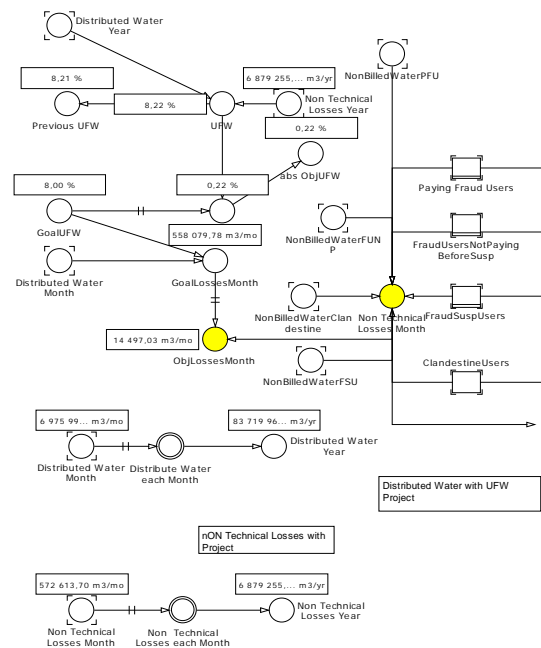 Distributed Water
Year
8,21 %
8,22 %
6 879 255,... m3/yr
NonBilledWaterPFU
Previous UFW
UFW
Non Technical
Losses Year
0,22 %
abs ObjUFW
8,00 %
0,22 %
Paying Fraud Users
GoalUFW
558 079,78 m3/mo
NonBilledWaterFUN
P
FraudUsersNotPaying
BeforeSusp
Distributed Water
Month
GoalLossesMonth
NonBilledWaterClan
destine
Non Technical
Losses Month
FraudSuspUsers
14 497,03 m3/mo
ObjLossesMonth
NonBilledWaterFSU
ClandestineUsers
6 975 99... m3/mo
83 719 96... m3/yr
Distributed Water
Month
Distribute Water
each Month
Distributed Water
Year
Distributed Water with UFW
Project
nON Technical Losses with
Project
572 613,70 m3/mo
6 879 255,... m3/yr
Non Technical
Losses Month
Non Technical
Losses each Month
Non Technical
Losses Year